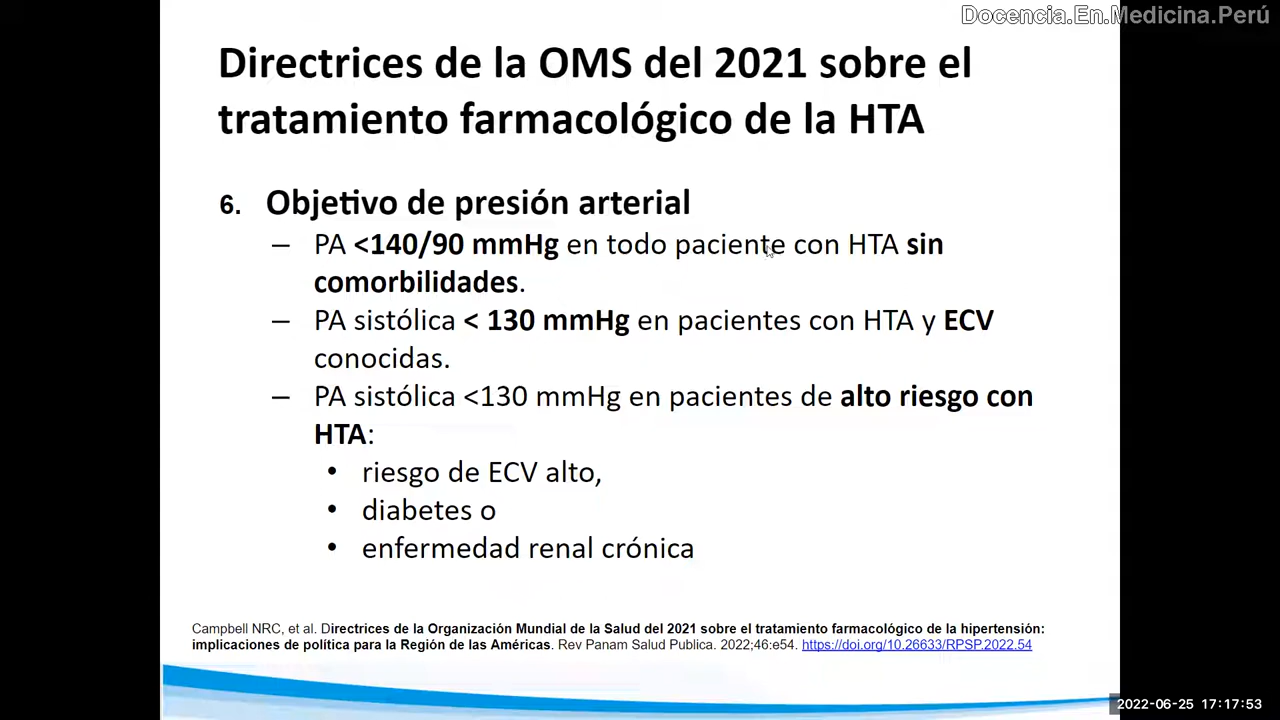 Docencia.En.Medicina.Perú
Directrices de la OMS del 2021 sobre el
tratamiento farmacológico de la HTA
6. Objetivo de presión arterial
– PA <140/90 mmHg en todo paciente con HTA sin
comorbilidades.
– PA sistólica < 130 mmHg en pacientes con HTA y ECV
conocidas.
– PA sistólica <130 mmHg en pacientes de alto riesgo con
HTA:
• riesgo de ECV alto,
• diabetes o
• enfermedad renal crónica
Campbell NRC, et al. Directrices de la Organización Mundial de la Salud del 2021 sobre el tratamiento farmacológico de la hipertensión:
implicaciones de política para la Región de las Américas. Rev Panam Salud Publica. 2022;46:e54. https://doi.org/10.26633/RPSP.2022.54
2022-06-25 17:17:53